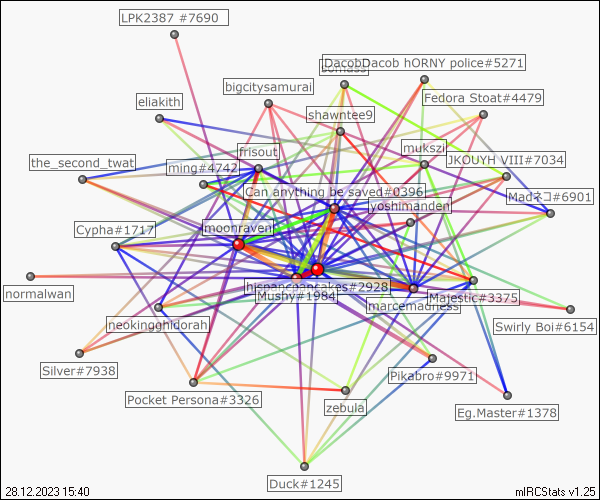 LPK2387 #7690
DacobDacob hORNY police#5271
bigcitysamurai
Fedora Stoat#4479
eliakith
shawntee9
frisout
mukszi
JKOUYH VIII#7034
the_second_twat
ming#4742
Can anything be saved#0396
Madネコ#6901
yoshimanden
Cypha#1717
moonraven
normalwan
hispancaancakes#2928
Mushy#1984
Majestic#3375
marcemadness
neokingghidorah
Swirly Boi#6154
Silver#7938
Pikabro#9971
Pocket Persona#3326
zebula
Eg.Master#1378
Duck#1245
28.12.2023 15:40
mIRCStats v1.25